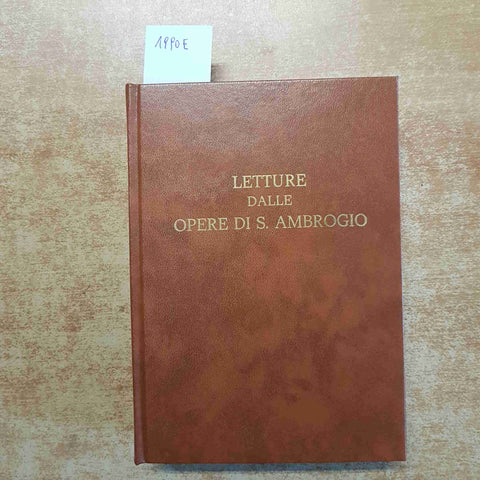 1990E
LETTURE
DALLE
OPERE DI S. AMBROGIO